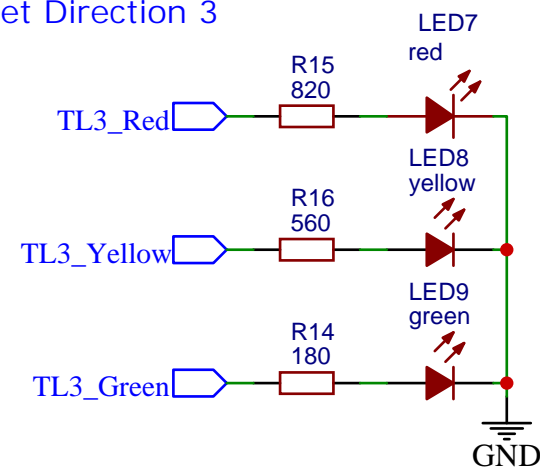 et Direction 3
LED7
red
R15
820
TL3_Red
LED8
yellow
R16
560
TL3_Yellow
LED9
green
R14
180
TL3_Green
GND